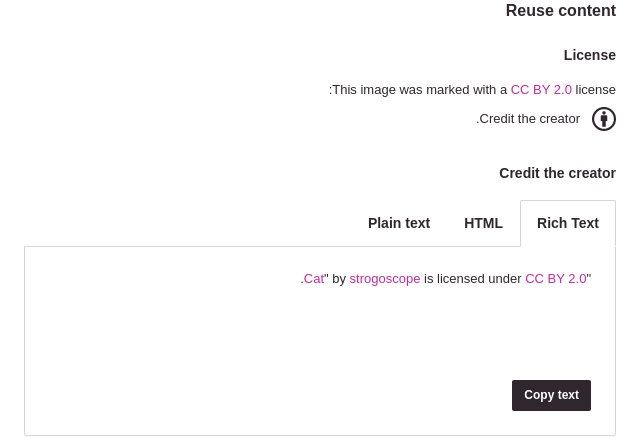 Reuse content
License
:This image was marked with a CC BY 2.0 license
.Credit the creator
Credit the creator
Rich Text HTML Plain text
.Cat" by strogoscope is licensed under CC BY 2.0"
Copy text